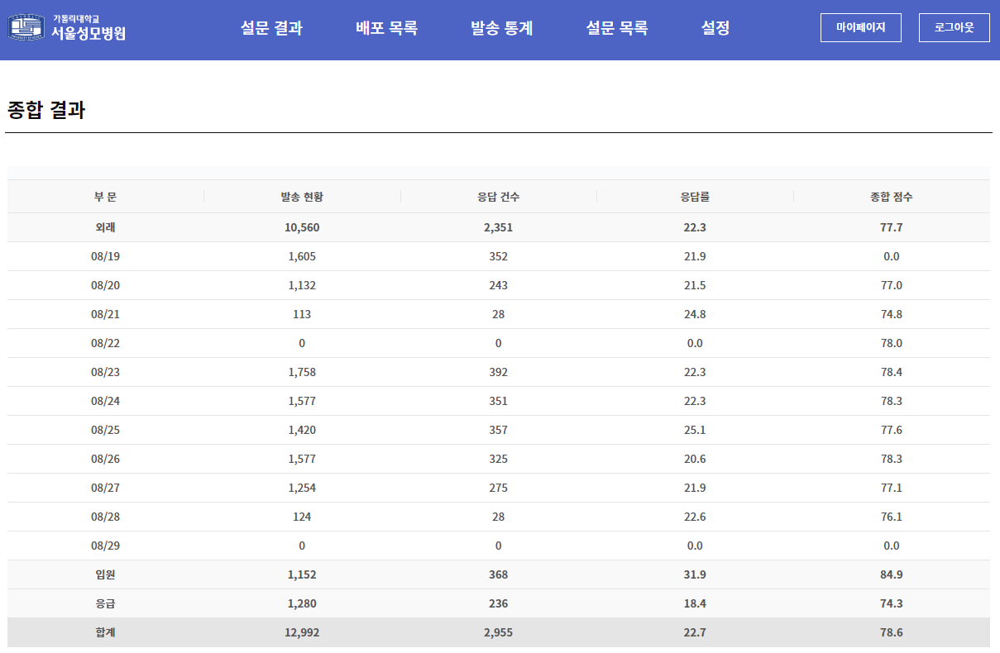 가톨릭대학교
서울성모병원
설문 결과 배포 목록 발송 통계 설문 목록 설정 마이페이지 로그아웃
종합 결과
부 문 발송 현황 응답 건수 응답률 종합 점수
외래 10,560 2,351 22.3 77.7
08/19 1,605 352 21.9 0.0
08/20 1,132 243 21.5 77.0
08/21 113 28 24.8 74.8
08/22 0 0 0.0 78.0
08/23 1,758 392 22.3 78.4
08/24 1,577 351 22.3 78.3
08/25 1,420 357 25.1 77.6
08/26 1,577 325 20.6 78.3
08/27 1,254 275 21.9 77.1
08/28 124 28 22.6 76.1
08/29 0 0 0.0 0.0
입원 1,152 368 31.9 84.9
응급 1,280 236 18.4 74.3
합계 12,992 2,955 22.7 78.6